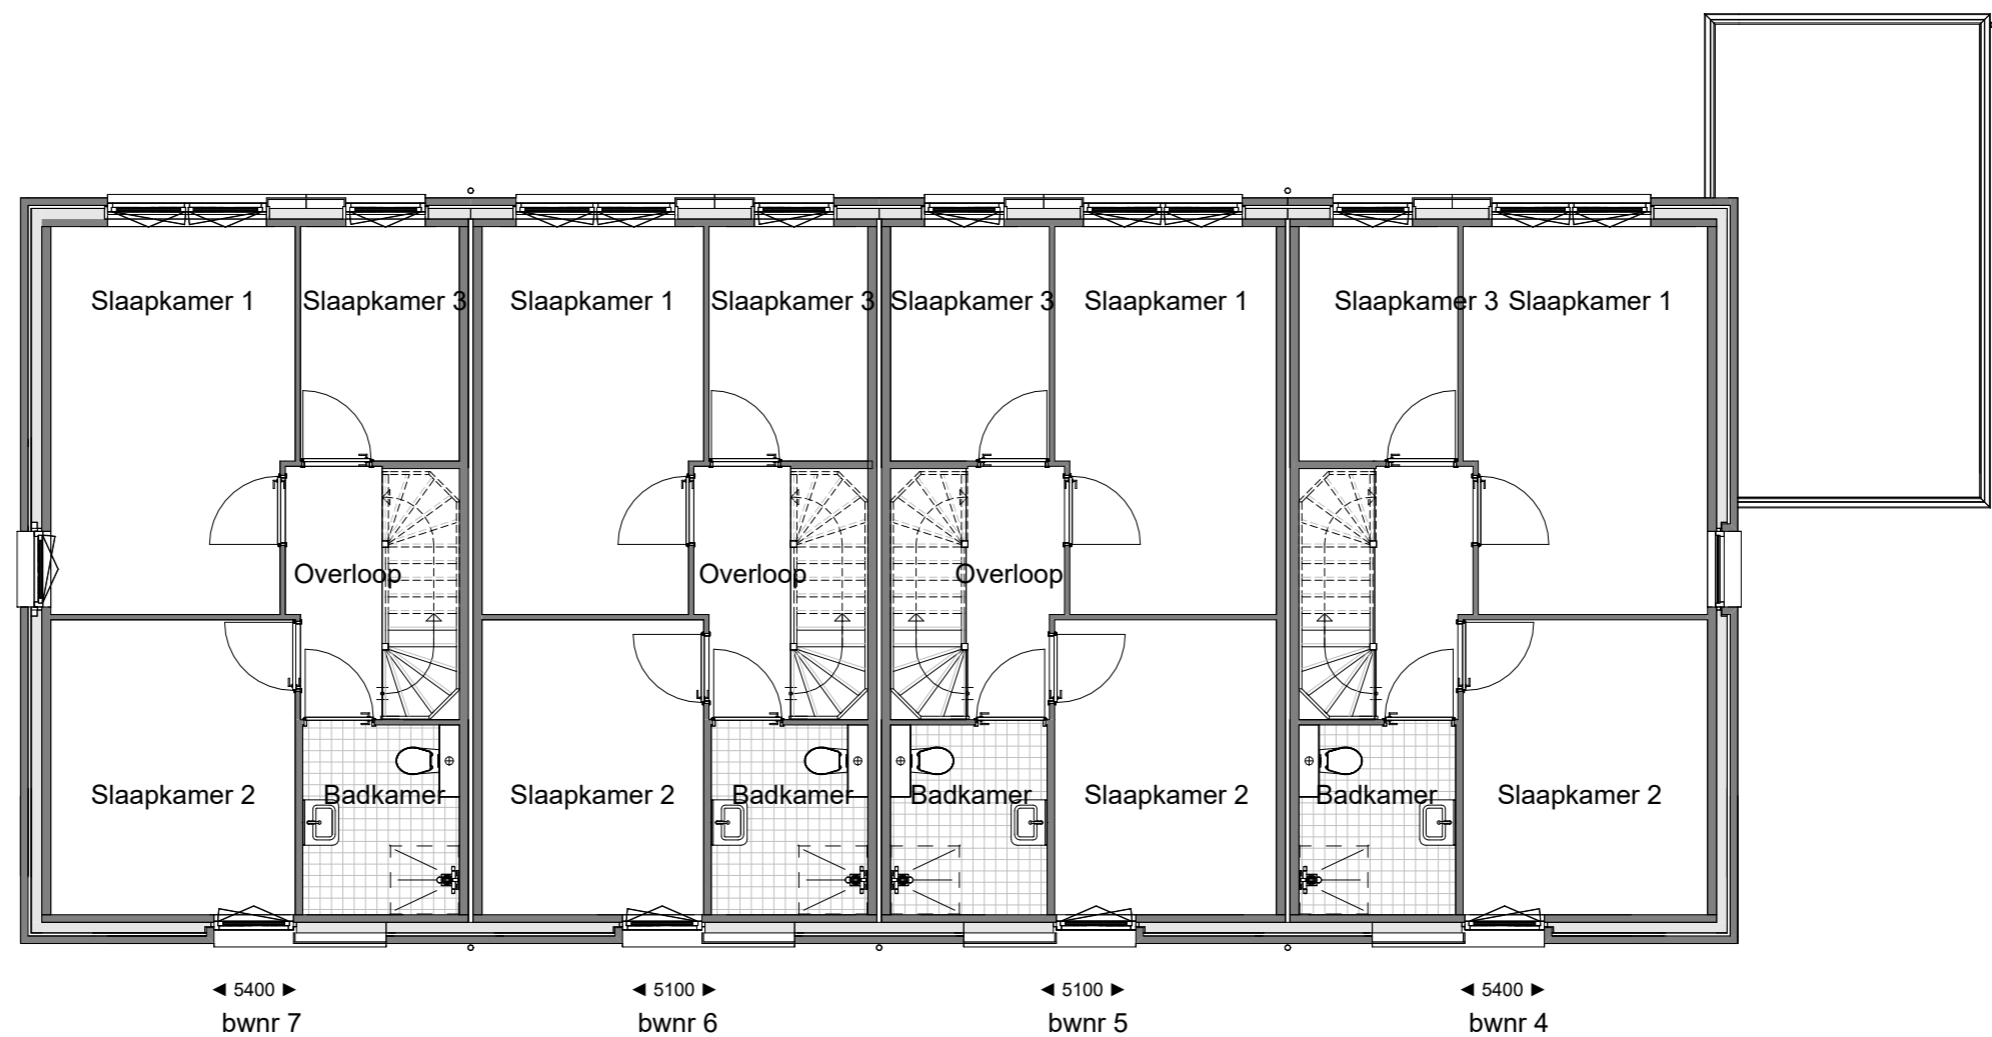 Slaapkamer 1 Slaapkamer 3 Slaapkamer 1 Slaapkamer 3 Slaapkamer 3 Slaapkamer 1 Slaapkamer 3 Slaapkamer 1
Overloop Overloop Overloop
Slaapkamer 2 Badkamer Slaapkamer 2 Badkamer Badkamer Slaapkamer 2 Badkamer Slaapkamer 2
◄ 5400 ► ◄ 5100 ► ◄ 5100 ► ◄ 5400 ►
bwnr 7 bwnr 6 bwnr 5 bwnr 4